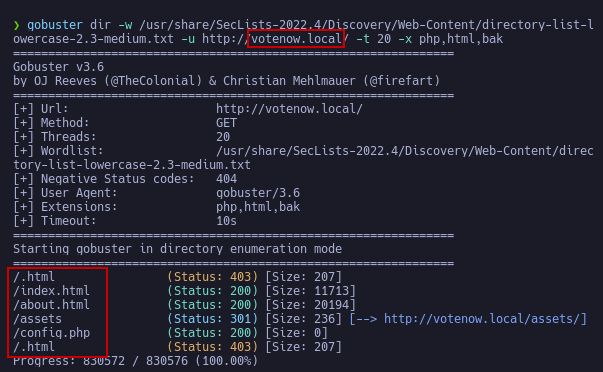 ❯ gobuster dir -w /usr/share/SecLists-2022.4/Discovery/Web-Content/directory-list-l
owercase-2.3-medium.txt -u http://votenow.local/ -t 20 -x php,html,bak
===============================================================
Gobuster v3.6
by OJ Reeves (@TheColonial) & Christian Mehlmauer (@firefart)
===============================================================
[+] Url:                     http://votenow.local/
[+] Method:                  GET
[+] Threads:                 20
[+] Wordlist:                /usr/share/SecLists-2022.4/Discovery/Web-Content/direc
tory-list-lowercase-2.3-medium.txt
[+] Negative Status codes:   404
[+] User Agent:              gobuster/3.6
[+] Extensions:              php,html,bak
[+] Timeout:                 10s
===============================================================
Starting gobuster in directory enumeration mode
===============================================================
/.html                (Status: 403) [Size: 207]
/index.html           (Status: 200) [Size: 11713]
/about.html           (Status: 200) [Size: 20194]
/assets               (Status: 301) [Size: 236] [--> http://votenow.local/assets/]
/config.php           (Status: 200) [Size: 0]
/.html                (Status: 403) [Size: 207]
Progress: 830572 / 830576 (100.00%)